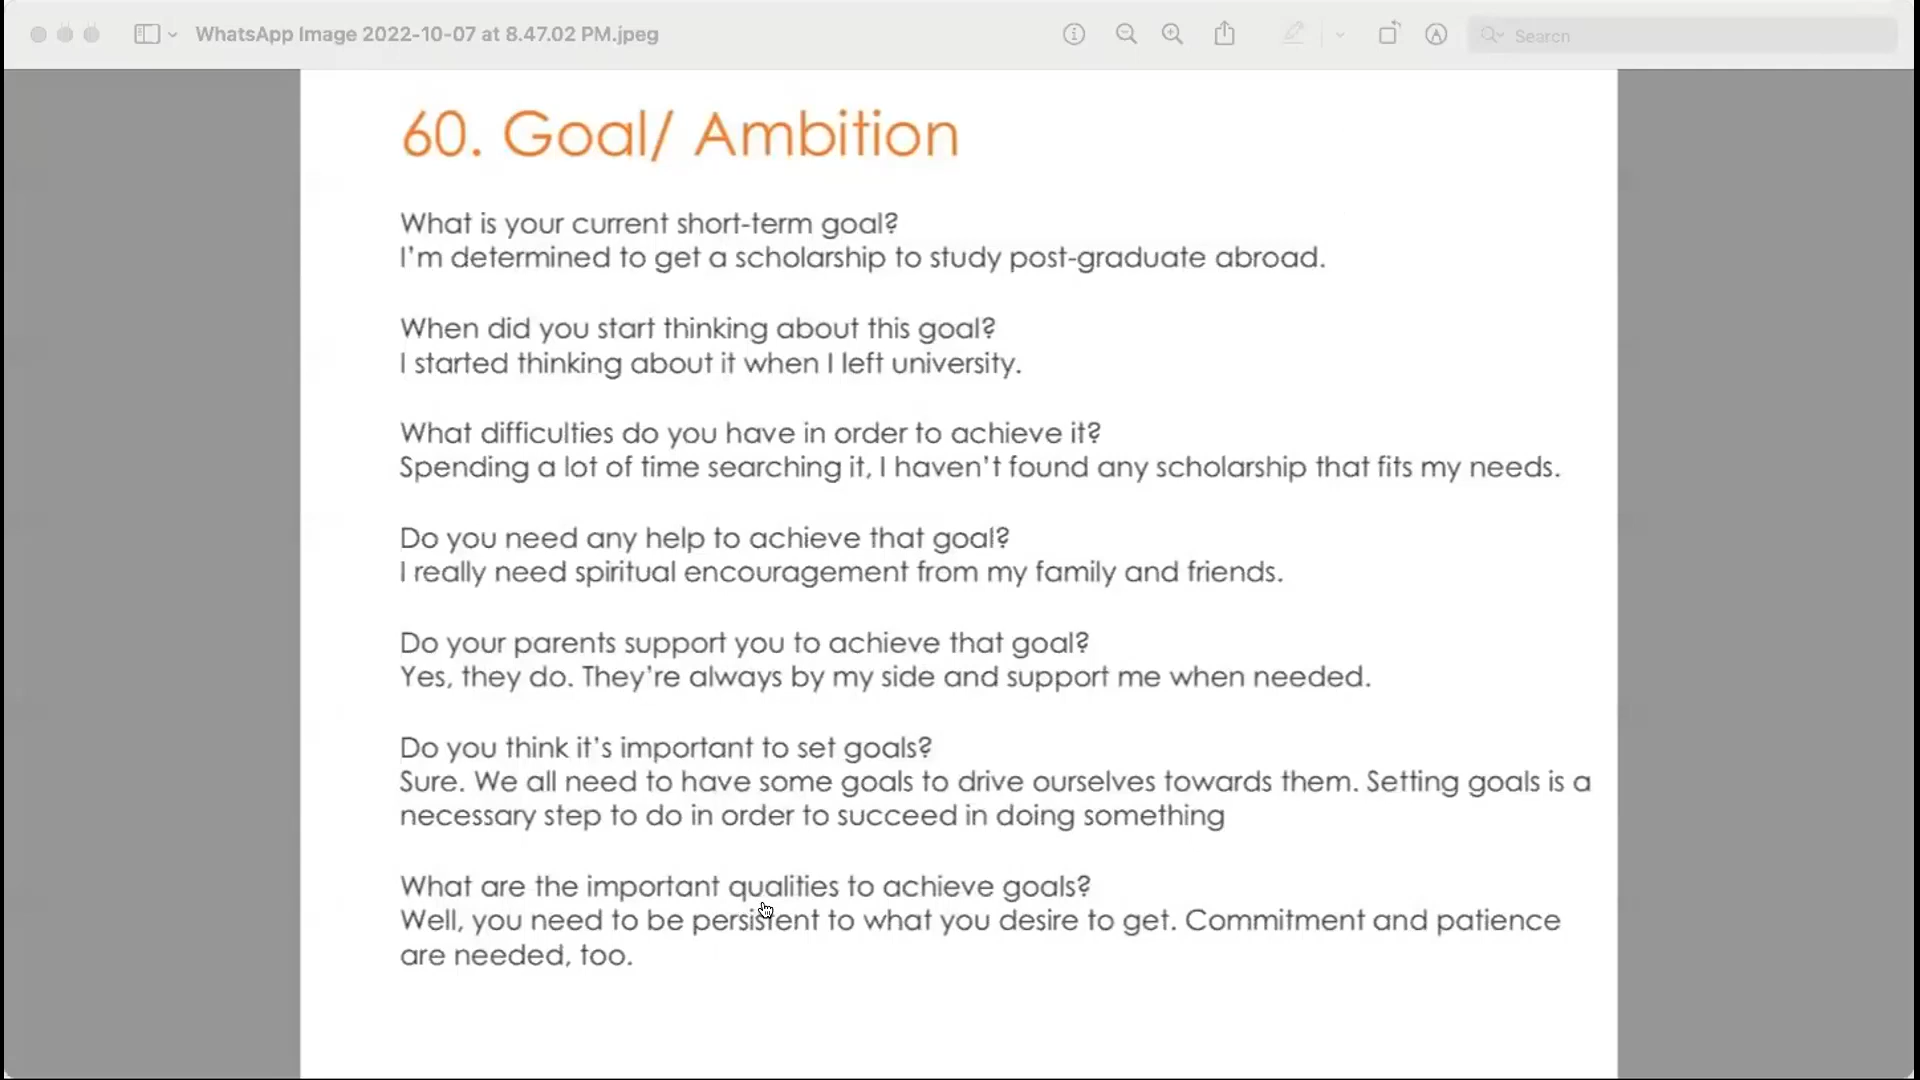 WhatsApp Image 2022-10-07 at 8.47.02 PM.jpeg
Search
60. Goal/ Ambition
What is your current short-term goal?
I'm determined to get a scholarship to study post-graduate abroad.
When did you start thinking about this goal?
I started thinking about it when I left university.
What difficulties do you have in order to achieve it?
Spending a lot of time searching it, I haven't found any scholarship that fits my needs.
Do you need any help to achieve that goal?
I really need spiritual encouragement from my family and friends.
Do your parents support you to achieve that goal?
Yes, they do. They're always by my side and support me when needed.
Do you think it's important to set goals?
Sure. We all need to have some goals to drive ourselves towards them. Setting goals is a
necessary step to do in order to succeed in doing something
What are the important qualities to achieve goals?
Well, you need to be persistent to what you desire to get. Commitment and patience
are needed, too.